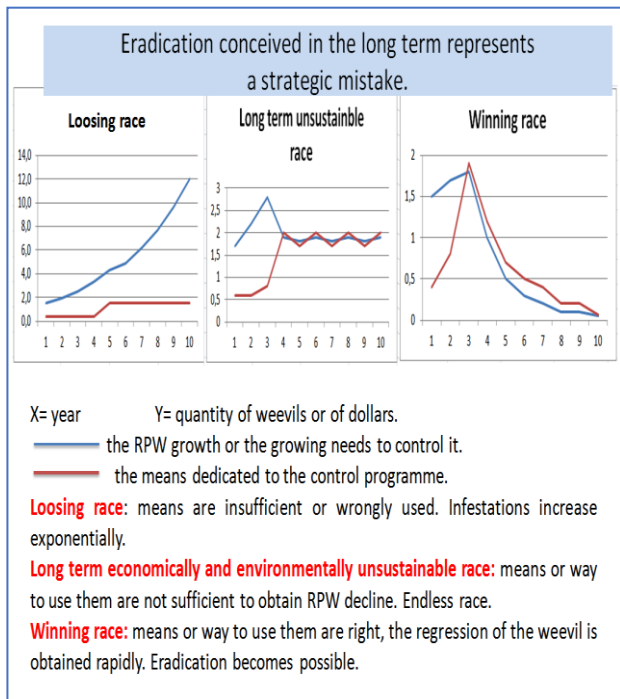 Eradication conceived in the long term represents
a strategic mistake.
Loosing race
14,0
12,0
10,0
8,0
6,0
4,0
2,0
0,0
1 2 3 4 5 6 7 8 9 10
Long term unsustainble
race
3
2,5
2
1,5
1
0,5
0
1 2 3 4 5 6 7 8 9 10
Winning race
2
1,5
1
0,5
0
1 2 3 4 5 6 7 8 9 10
X= year Y= quantity of weevils or of dollars.
the RPW growth or the growing needs to control it.
the means dedicated to the control programme.
Loosing race: means are insufficient or wrongly used. Infestations increase
exponentially.
Long term economically and environmentally unsustainable race: means or way
to use them are not sufficient to obtain RPW decline. Endless race.
Winning race: means or way to use them are right, the regression of the weevil is
obtained rapidly. Eradication becomes possible.